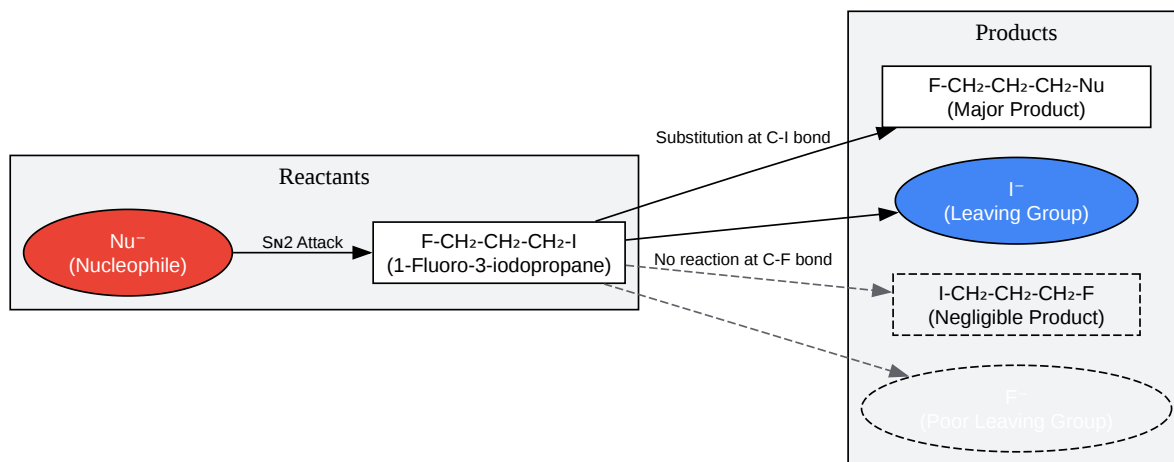 Products
F-CH₂-CH₂-CH₂-Nu
(Major Product)
Substitution at C-I bond
Reactants
I⁻
(Leaving Group)
Nu⁻
(Nucleophile)
Sɴ2 Attack
F-CH₂-CH₂-CH₂-I
(1-Fluoro-3-iodopropane)
No reaction at C-F bond
I-CH₂-CH₂-CH₂-F
(Negligible Product)
F⁻
(Poor Leaving Group)